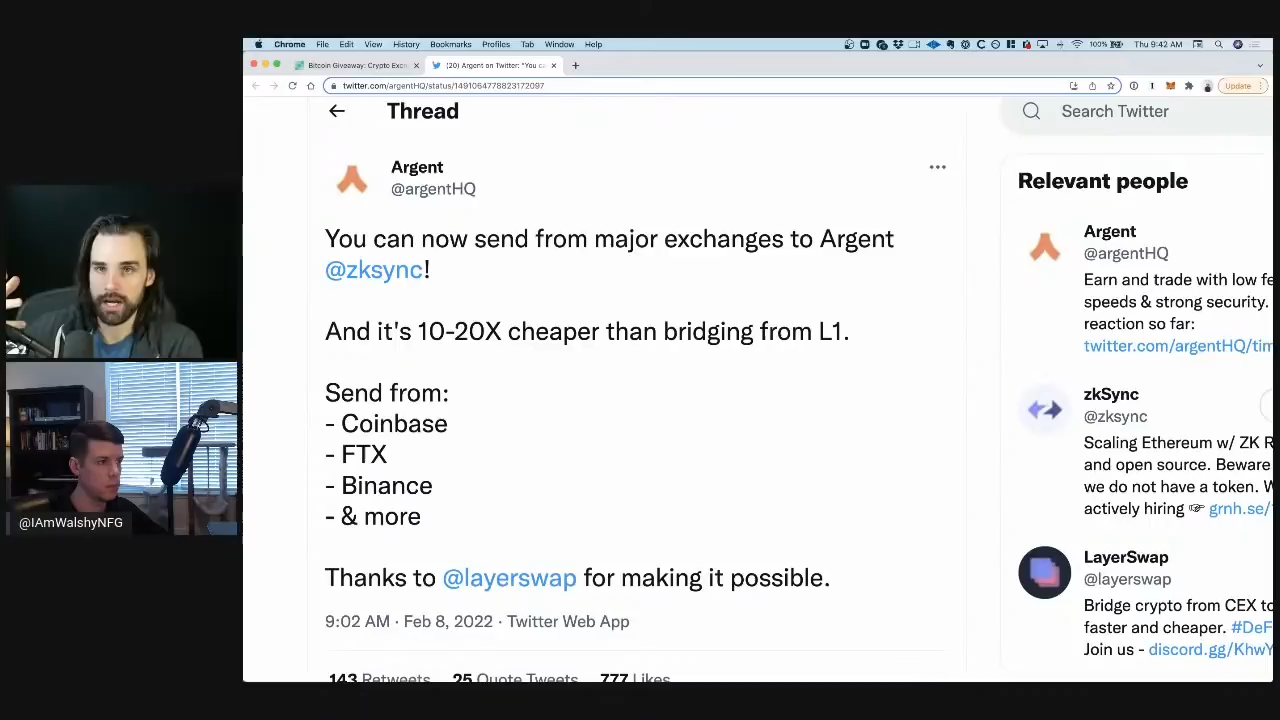 Chrome File Edit View History Bookmarks Profiles Tab Window Help
100% Thu 9:42 AM
Bitcoin Giveaway: Crypto Exc
(20) Argent on Twitter: "You ca
twitter.com/argentHQ/status/1491064778823172097
Update
Thread
Search Twitter
Argent
@argentHQ
You can now send from major exchanges to Argent
@zksync!
And it's 10-20X cheaper than bridging from L1.
Send from:
- Coinbase
- FTX
- Binance
- & more
Thanks to @layerswap for making it possible.
9:02 AM · Feb 8, 2022 · Twitter Web App
143 Retweets 25 Quote Tweets 777 Likes
Relevant people
Argent
@argentHQ
Earn and trade with low fe
speeds & strong security.
reaction so far:
twitter.com/argentHQ/tim
zkSync
@zksync
Scaling Ethereum w/ ZK R
and open source. Beware
we do not have a token. W
actively hiring 👉 grnh.se/
LayerSwap
@layerswap
Bridge crypto from CEX to
faster and cheaper. #DeF
Join us - discord.gg/KhwY
@IAmWalshyNFG